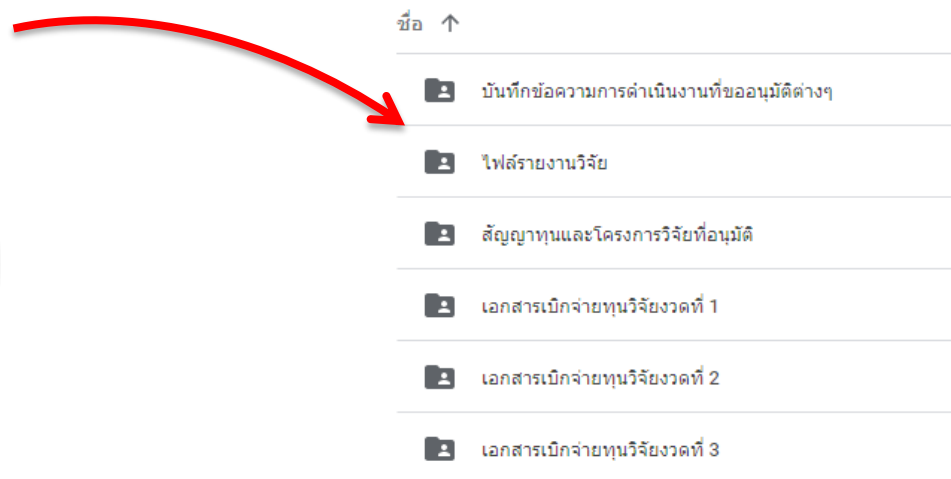 ชื่อ
บันทึกข้อความการดำเนินงานที่ขออนุมัติต่างๆ
ไฟล์รายงานวิจัย
สัญญาทุนและโครงการวิจัยที่อนุมัติ
เอกสารเบิกจ่ายทุนวิจัยงวดที่ 1
เอกสารเบิกจ่ายทุนวิจัยงวดที่ 2
เอกสารเบิกจ่ายทุนวิจัยงวดที่ 3